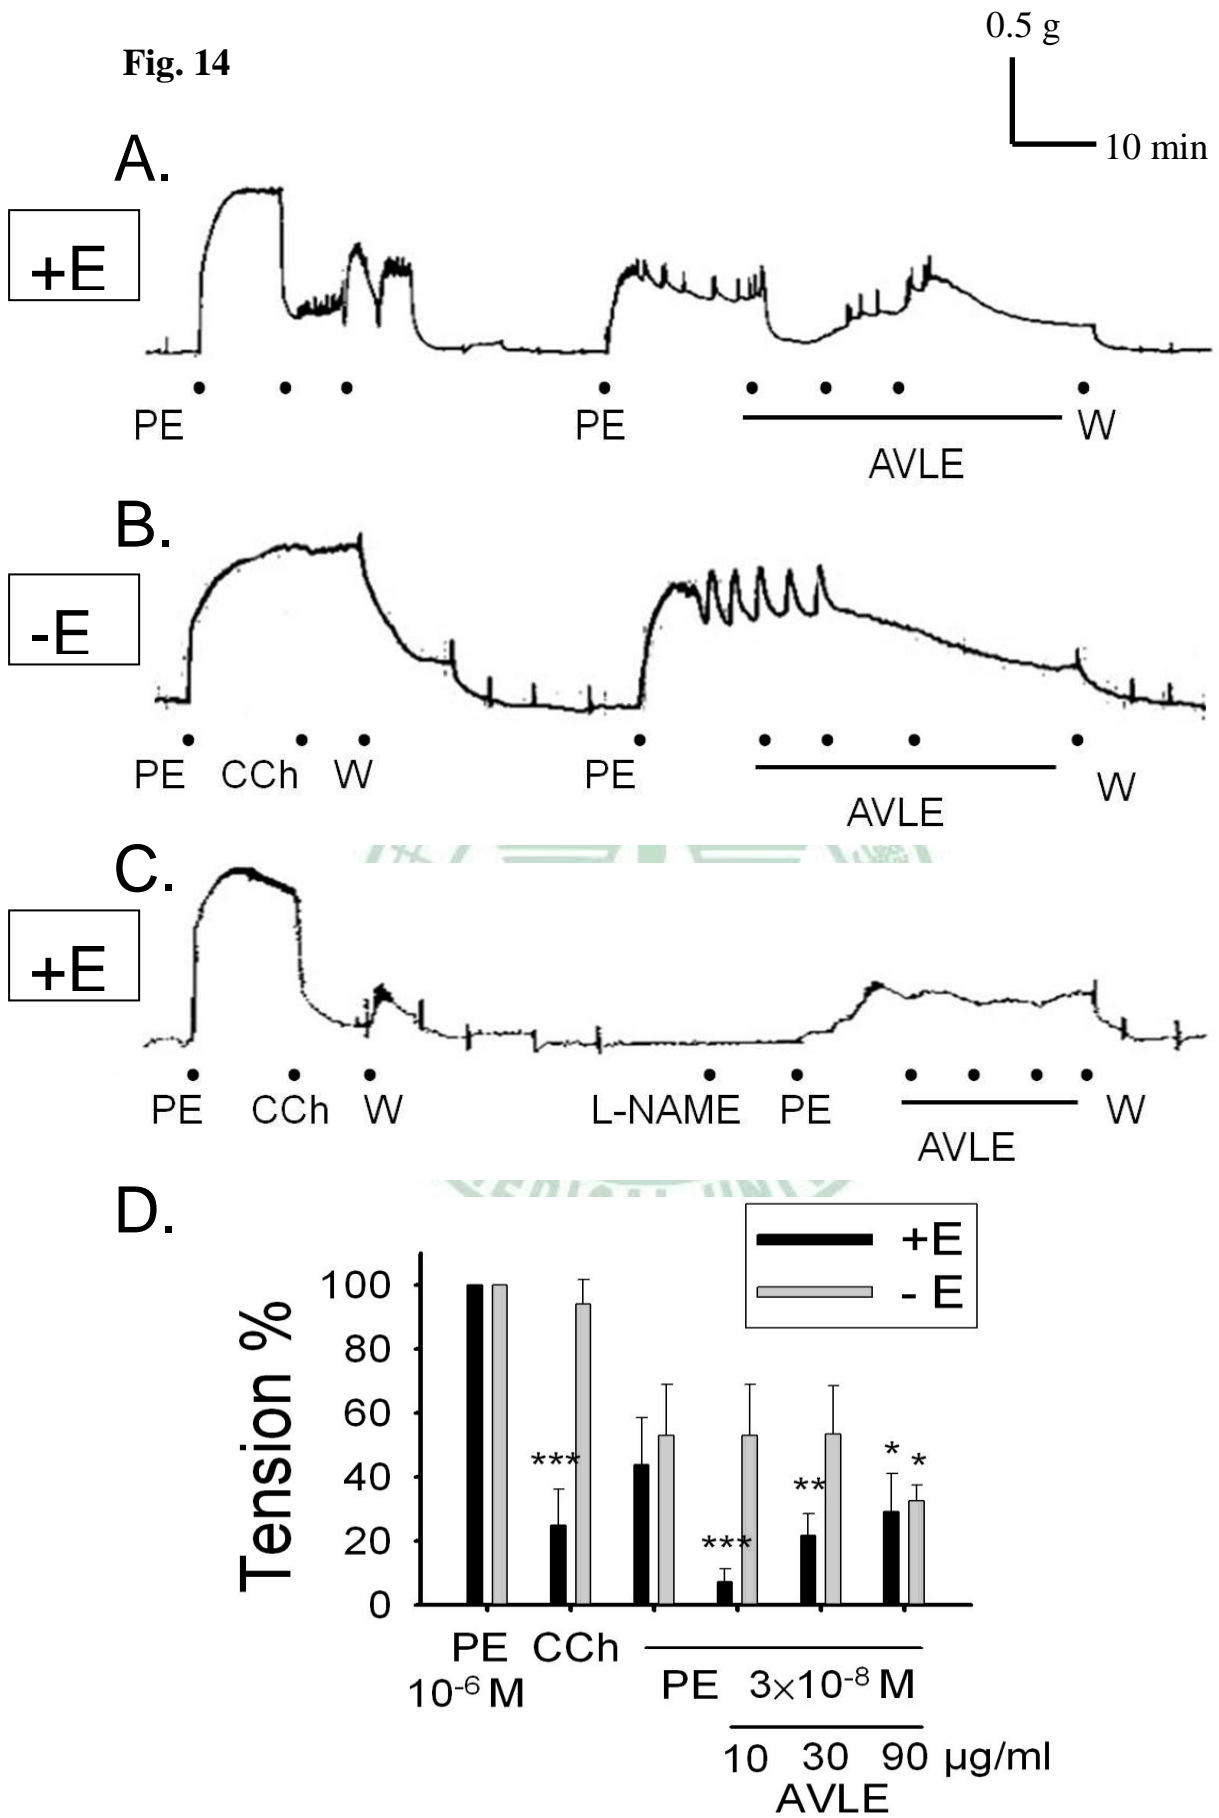 0.5 g
Fig. 14
10 min
A.
+E
PE PE W
AVLE
B.
-E
PE CCh W PE W
AVLE
C.
+E
PE CCh W L-NAME PE W
AVLE
D.
+E
- E
Tension %
100
80
60
40
20
0
***
***
**
*
*
PE CCh
10⁻⁶ M
PE 3×10⁻⁸ M
10 30 90 µg/ml
AVLE